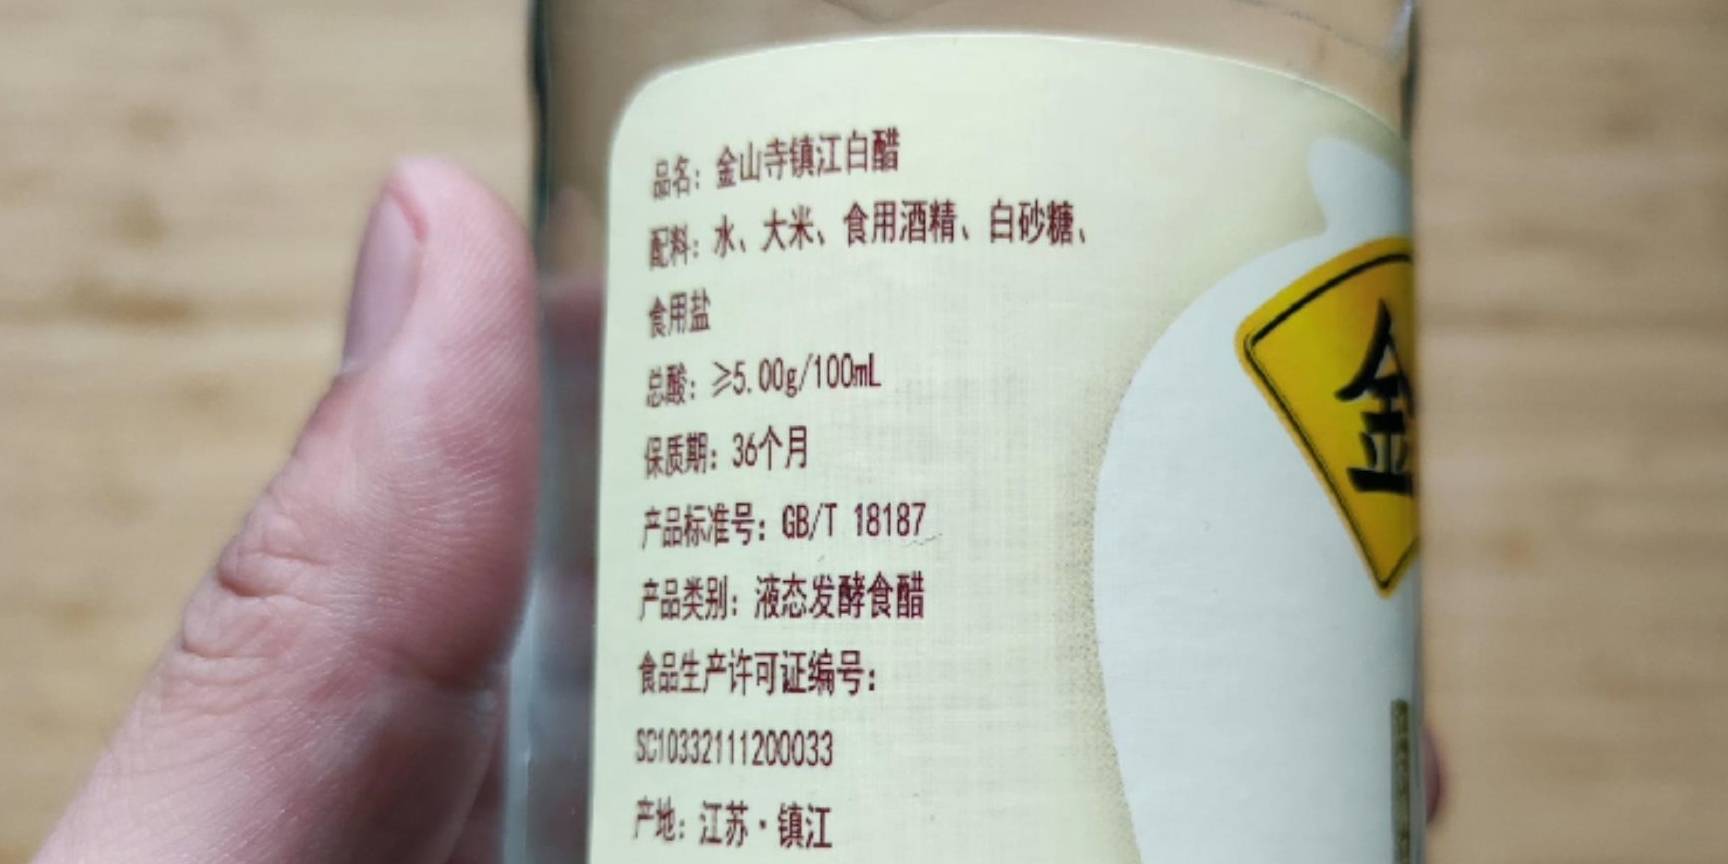 品名：金山寺镇江白醋
配料：水、大米、食用酒精、白砂糖、
食用盐
总酸：≥5.00g/100mL
保质期：36个月
产品标准号：GB/T 18187
产品类别：液态发酵食醋
食品生产许可证编号：
SC10332111200033
产地：江苏·镇江
金